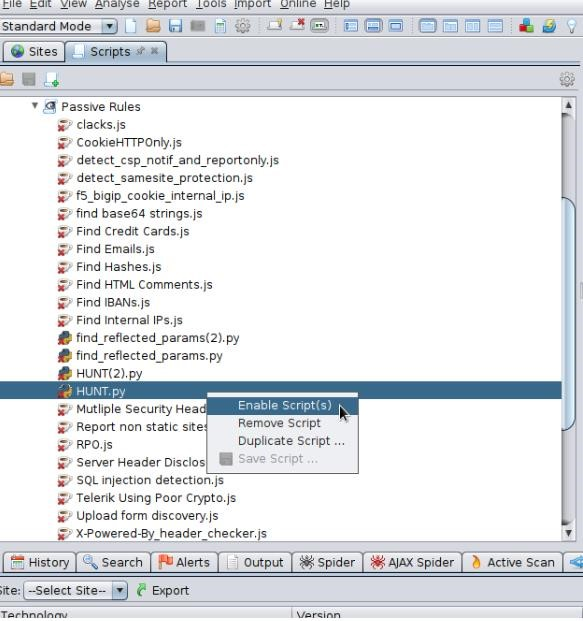 File Edit View Analyse Report Tools Import Online Help
Standard Mode
Sites Scripts
Passive Rules
clacks.js
CookieHTTPOnly.js
detect_csp_notif_and_reportonly.js
detect_samesite_protection.js
f5_bigip_cookie_internal_ip.js
find base64 strings.js
Find Credit Cards.js
Find Emails.js
Find Hashes.js
Find HTML Comments.js
Find IBANs.js
Find Internal IPs.js
find_reflected_params(2).py
find_reflected_params.py
HUNT(2).py
HUNT.py
Enable Script(s)
Mutliple Security Head
Remove Script
Report non static sites
Duplicate Script ...
RPO.js
Save Script ...
Server Header Disclos
SQL injection detection.js
Telerik Using Poor Crypto.js
Upload form discovery.js
X-Powered-By_header_checker.js
History Search Alerts Output Spider AJAX Spider Active Scan
Site: --Select Site-- Export
Technology Version